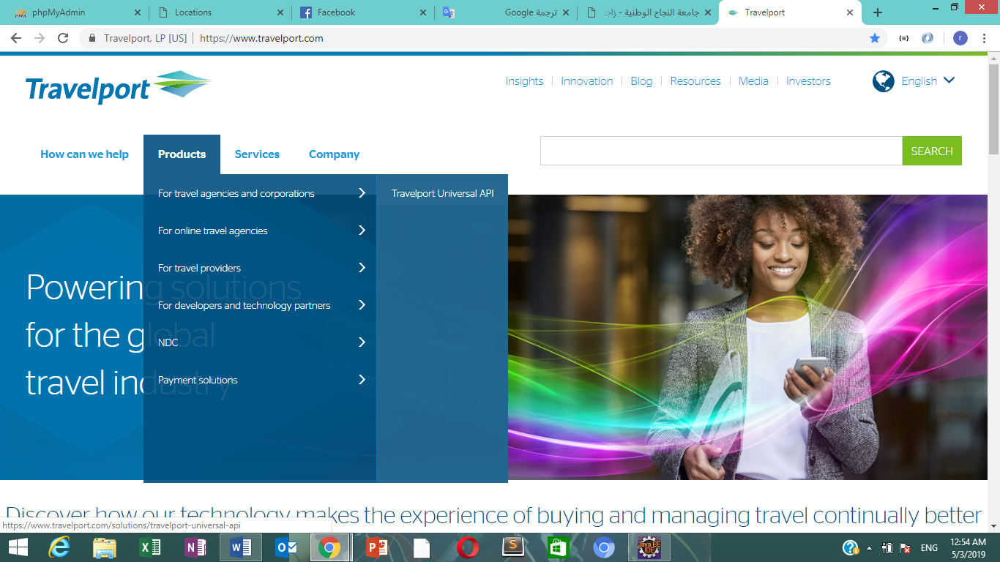 phpMyAdmin
Locations
Facebook
ترجمة Google
جامعة النجاح الوطنية - زاجا
Travelport
Travelport, LP [US] | https://www.travelport.com
Travelport
Insights | Innovation | Blog | Resources | Media | Investors
English
How can we help
Products
Services
Company
SEARCH
For travel agencies and corporations
Travelport Universal API
For online travel agencies
For travel providers
For developers and technology partners
NDC
Payment solutions
Powering solutions
for the global
travel industry
Discover how our technology makes the experience of buying and managing travel continually better
https://www.travelport.com/solutions/travelport-universal-api
Java EE
IDE
ENG
12:54 AM
5/3/2019